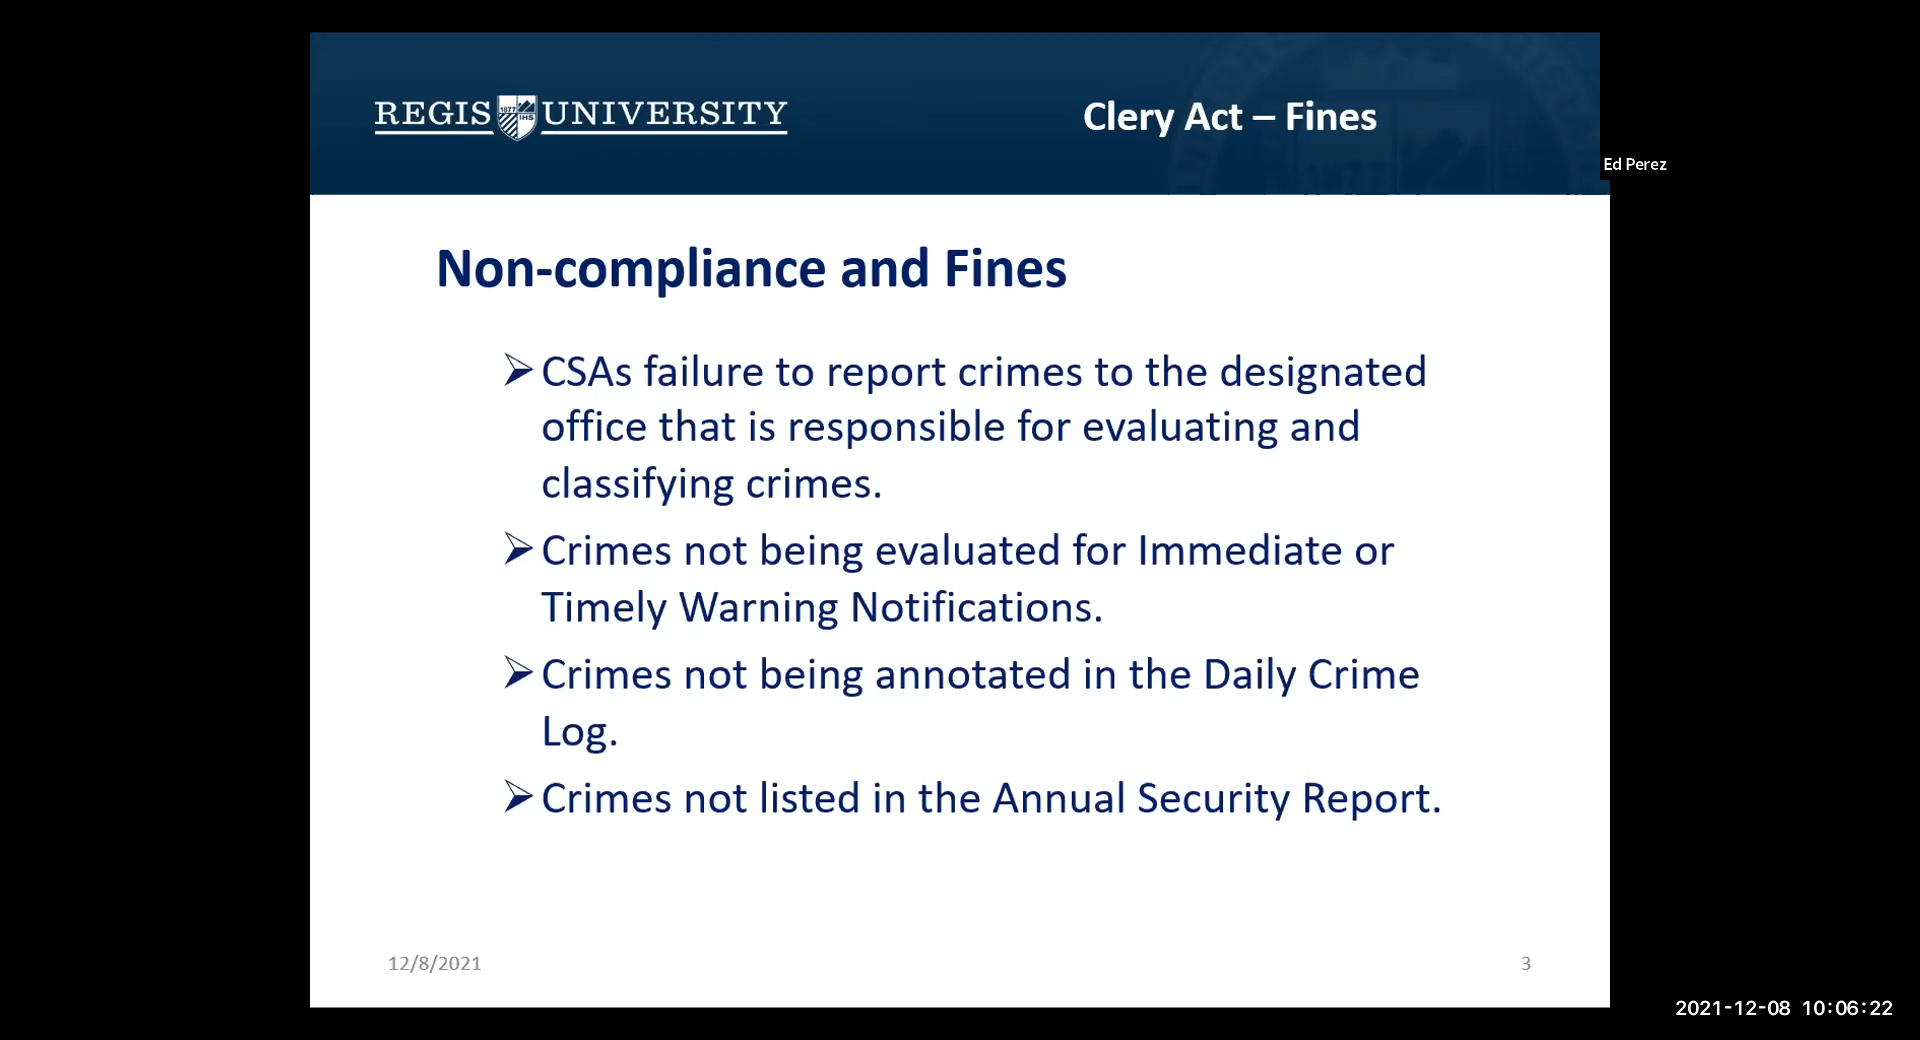 REGIS UNIVERSITY
1877
IHS
Clery Act – Fines
Ed Perez
Non-compliance and Fines
➢ CSAs failure to report crimes to the designated
office that is responsible for evaluating and
classifying crimes.
➢ Crimes not being evaluated for Immediate or
Timely Warning Notifications.
➢ Crimes not being annotated in the Daily Crime
Log.
➢ Crimes not listed in the Annual Security Report.
12/8/2021
3
2021-12-08 10:06:22